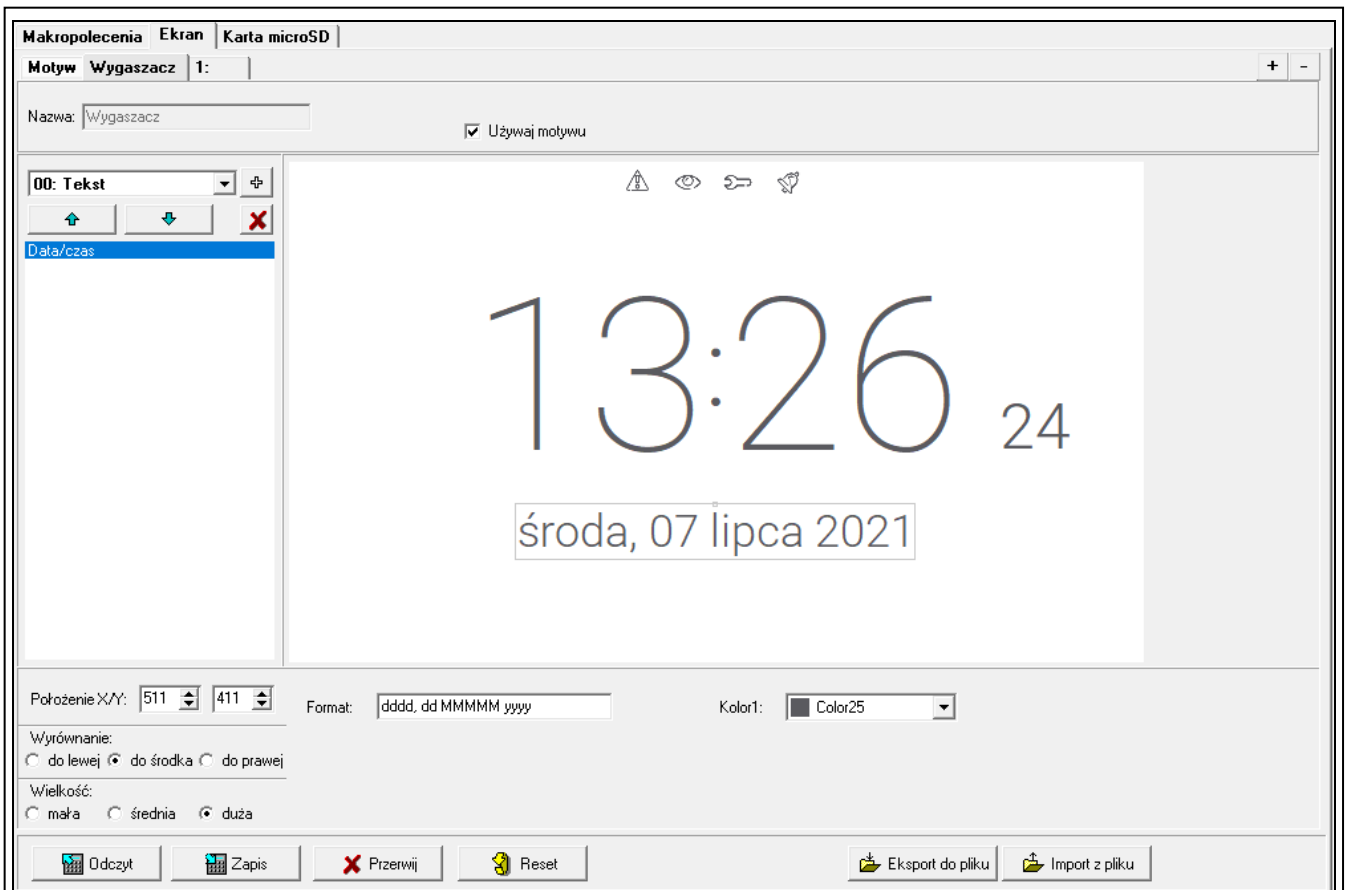 Makropolecenia Ekran Karta microSD
Motyw Wygaszacz 1: + -
Nazwa: Wygaszacz
Używaj motywu
00: Tekst
Data/czas
13:26 24
środa, 07 lipca 2021
Położenie X/Y: 511 411 Format: dddd, dd MMMMM yyyy Kolor1: Color25
Wyrównanie:
do lewej do środka do prawej
Wielkość:
mała średnia duża
Odczyt Zapis Przerwij Reset Eksport do pliku Import z pliku